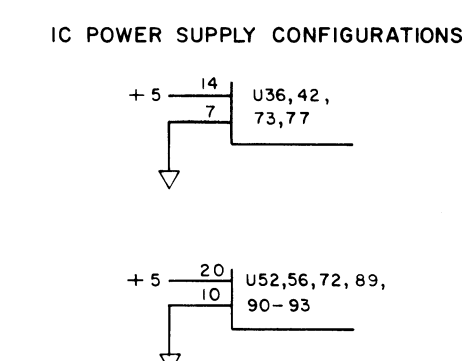 IC POWER SUPPLY CONFIGURATIONS
+5 14 U36,42,
7 73,77
+5 20 U52,56,72,89,
10 90-93